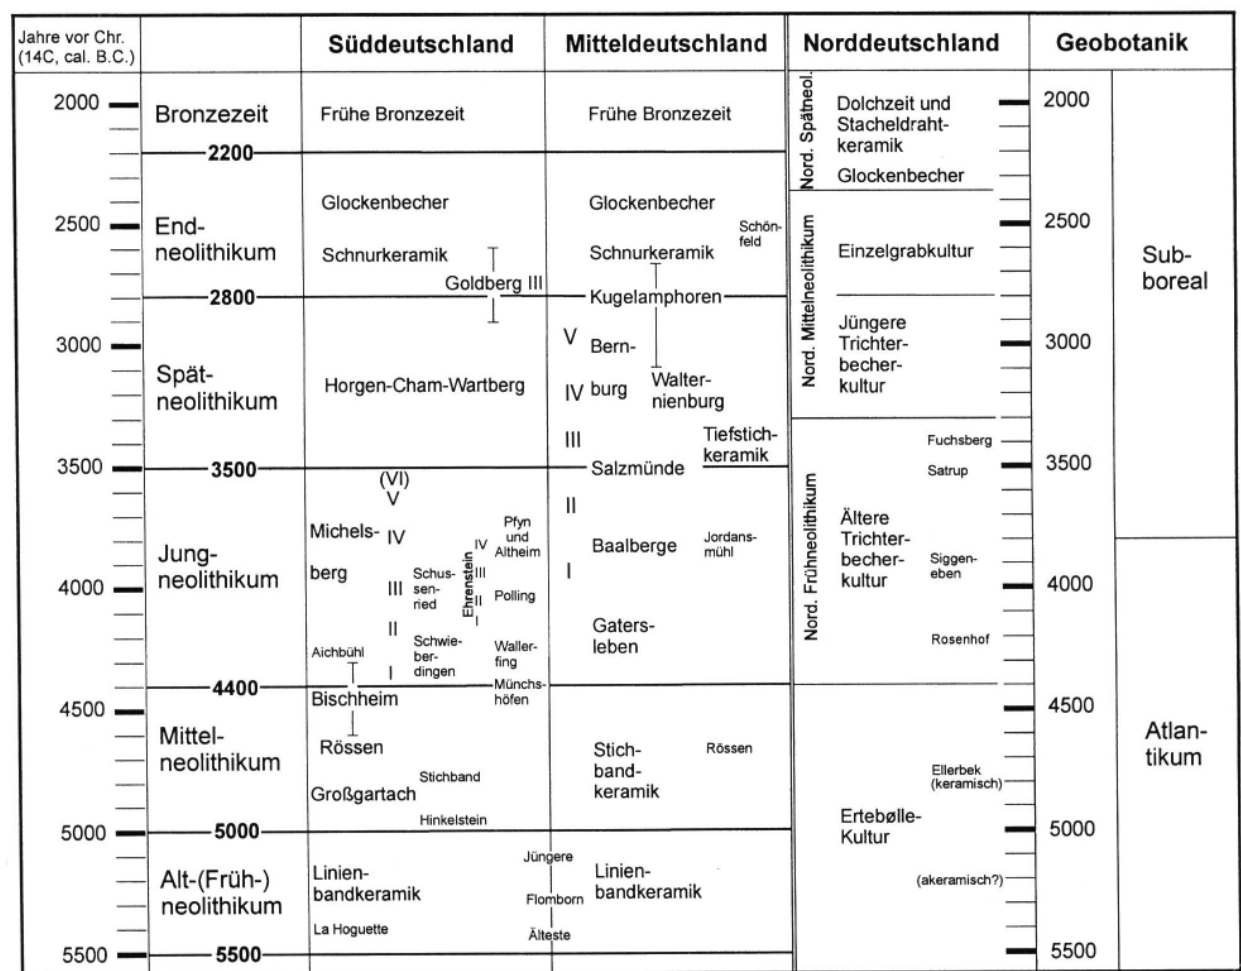 Jahre vor Chr.
(14C, cal. B.C.)
Süddeutschland
Mitteldeutschland
Norddeutschland
Geobotanik
2000
2500
3000
3500
4000
4500
5000
5500
Bronzezeit
2200
End-
neolithikum
2800
Spät-
neolithikum
3500
Jung-
neolithikum
4400
Mittel-
neolithikum
5000
Alt-(Früh-)
neolithikum
5500
Frühe Bronzezeit
Glockenbecher
Schnurkeramik
Goldberg III
Horgen-Cham-Wartberg
(VI)
V
Michels-
IV
berg
III
II
I
Schus-
sen-
ried
Schwie-
ber-
dingen
Ehrenstein
IV
III
II
I
Pfyn
und
Altheim
Polling
Waller-
fing
Münchs-
höfen
Aichbühl
Bischheim
Rössen
Stichband
Großgartach
Hinkelstein
Linien-
bandkeramik
La Hoguette
Jüngere
Flomborn
Älteste
Frühe Bronzezeit
Glockenbecher
Schön-
feld
Schnurkeramik
Kugelamphoren
V
Bern-
IV
burg
Walter-
nienburg
III
Tiefstich-
keramik
Salzmünde
II
Baalberge
Jordans-
mühl
I
Gaters-
leben
Stich-
band-
keramik
Rössen
Linien-
bandkeramik
Nord. Spätneol.
Dolchzeit und
Stacheldraht-
keramik
Glockenbecher
Nord. Mittelneolithikum
Einzelgrabkultur
Jüngere
Trichter-
becher-
kultur
Nord. Frühneolithikum
Fuchsberg
Satrup
Ältere
Trichter-
becher-
kultur
Siggen-
eben
Rosenhof
Ellerbek
(keramisch)
Ertebølle-
Kultur
(akeramisch?)
2000
2500
3000
3500
4000
4500
5000
5500
Sub-
boreal
Atlan-
tikum